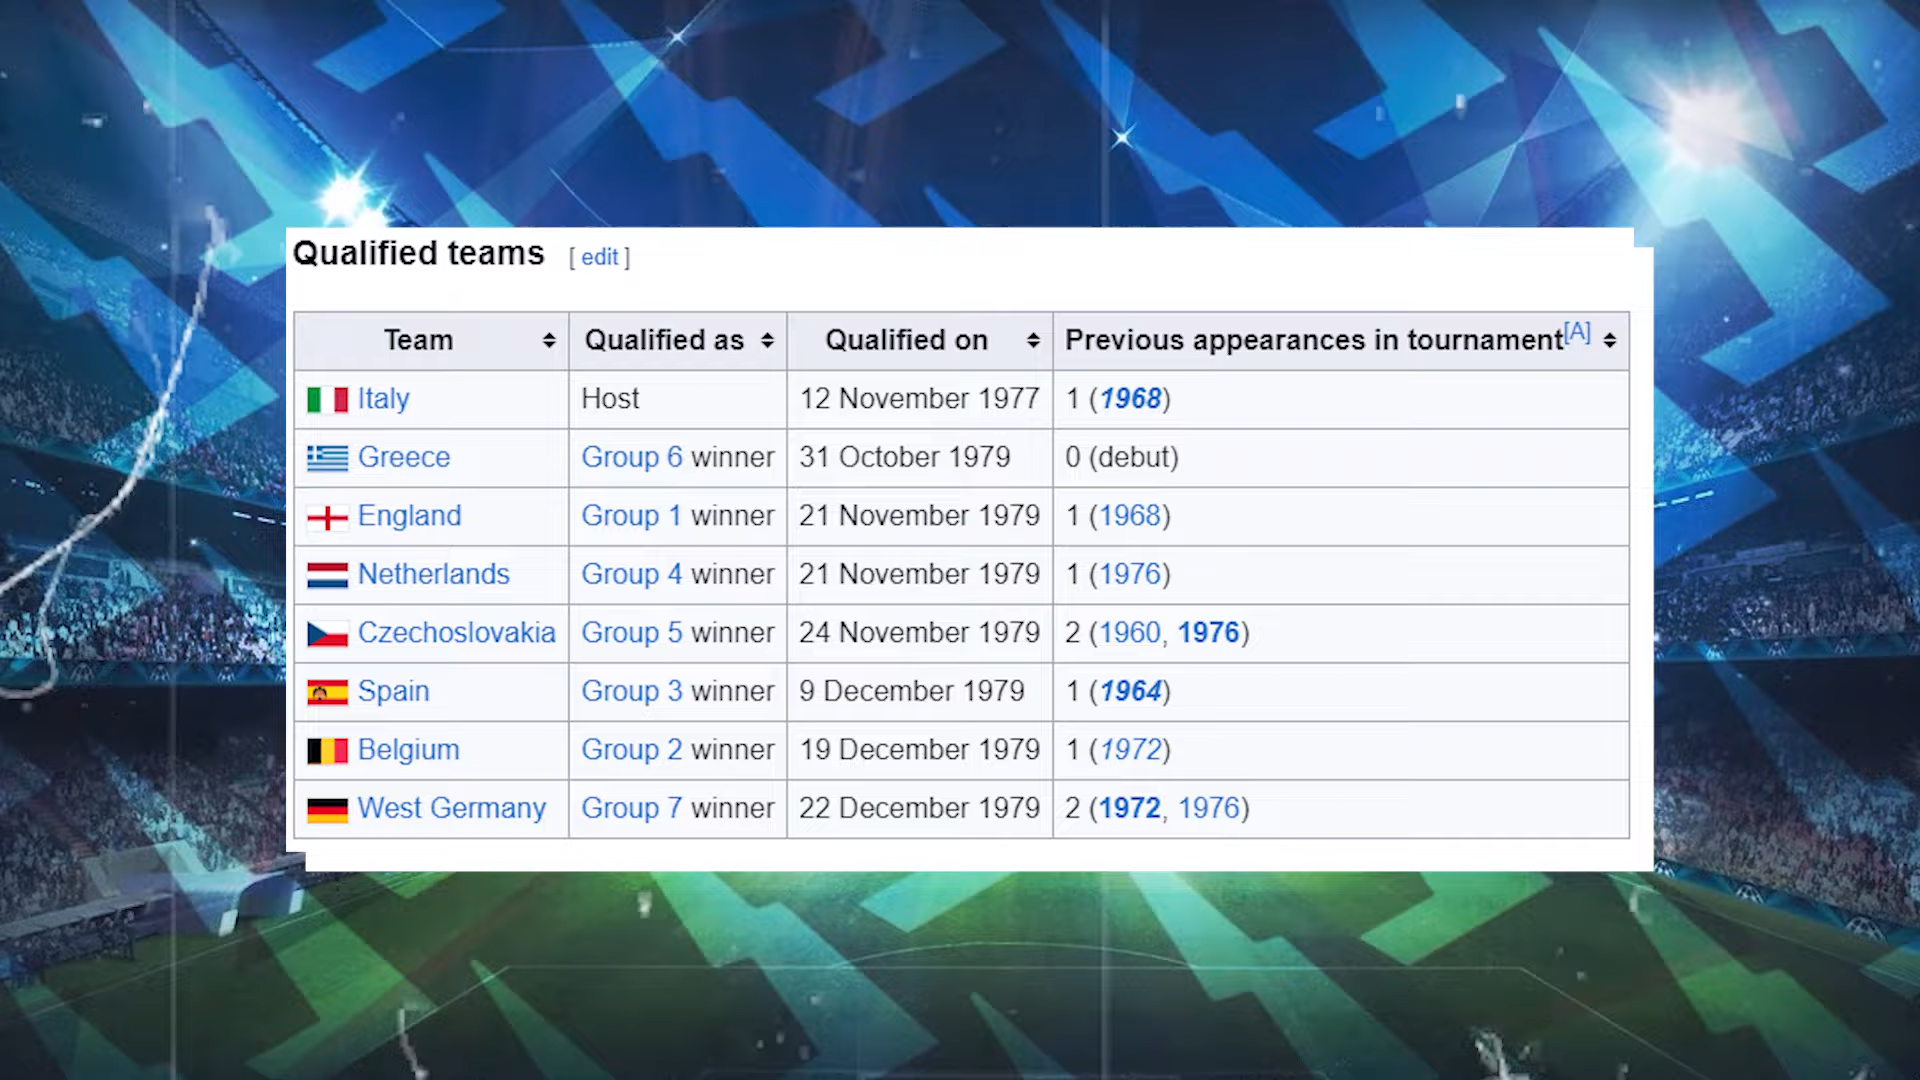 Qualified teams [ edit ]
Team Qualified as Qualified on Previous appearances in tournament[A]
Italy Host 12 November 1977 1 (1968)
Greece Group 6 winner 31 October 1979 0 (debut)
England Group 1 winner 21 November 1979 1 (1968)
Netherlands Group 4 winner 21 November 1979 1 (1976)
Czechoslovakia Group 5 winner 24 November 1979 2 (1960, 1976)
Spain Group 3 winner 9 December 1979 1 (1964)
Belgium Group 2 winner 19 December 1979 1 (1972)
West Germany Group 7 winner 22 December 1979 2 (1972, 1976)